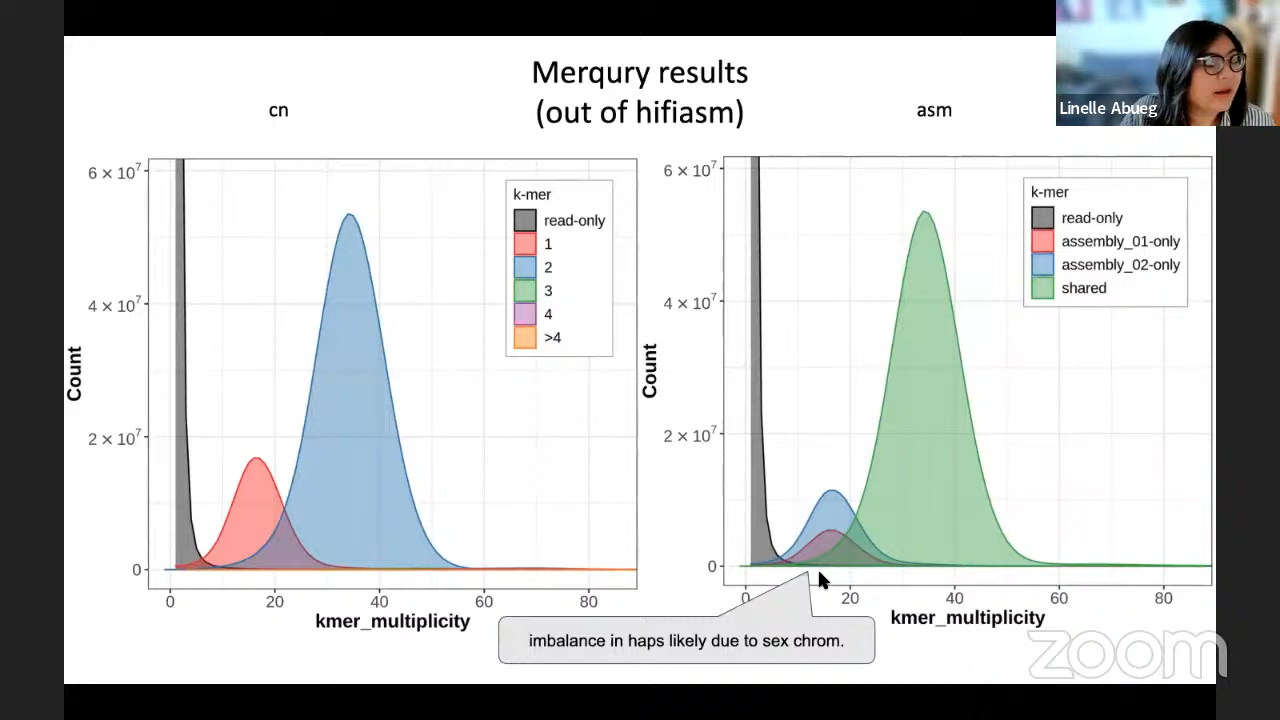 Merqury results
(out of hifiasm)
cn
asm
Linelle Abueg
6 × 10⁷
4 × 10⁷
2 × 10⁷
0
Count
0
20
40
60
80
kmer_multiplicity
k-mer
read-only
1
2
3
4
>4
6 × 10⁷
4 × 10⁷
2 × 10⁷
0
Count
0
20
40
60
80
kmer_multiplicity
k-mer
read-only
assembly_01-only
assembly_02-only
shared
imbalance in haps likely due to sex chrom.
zoom